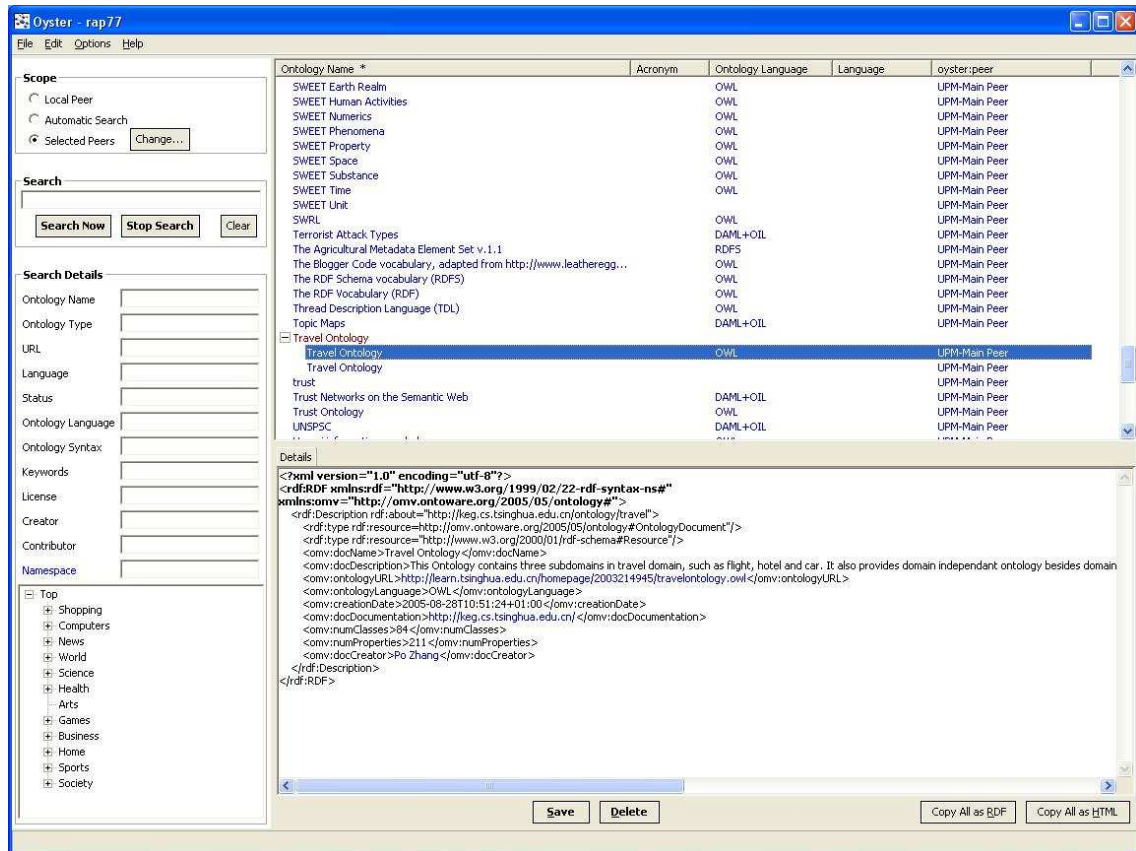 Oyster - rap77
File Edit Options Help
Scope
Local Peer
Automatic Search
Selected Peers Change...
Search
Search Now Stop Search Clear
Search Details
Ontology Name
Ontology Type
URL
Language
Status
Ontology Language
Ontology Syntax
Keywords
License
Creator
Contributor
Namespace
Top
Shopping
Computers
News
World
Science
Health
Arts
Games
Business
Home
Sports
Society
Ontology Name * Acronym Ontology Language Language oyster:peer
SWEET Earth Realm OWL UPM-Main Peer
SWEET Human Activities OWL UPM-Main Peer
SWEET Numerics OWL UPM-Main Peer
SWEET Phenomena OWL UPM-Main Peer
SWEET Property OWL UPM-Main Peer
SWEET Space OWL UPM-Main Peer
SWEET Substance OWL UPM-Main Peer
SWEET Time OWL UPM-Main Peer
SWEET Unit UPM-Main Peer
SWRL OWL UPM-Main Peer
Terrorist Attack Types DAML+OIL UPM-Main Peer
The Agricultural Metadata Element Set v.1.1 RDFS UPM-Main Peer
The Blogger Code vocabulary, adapted from http://www.leatheregg... OWL UPM-Main Peer
The RDF Schema vocabulary (RDFS) OWL UPM-Main Peer
The RDF Vocabulary (RDF) OWL UPM-Main Peer
Thread Description Language (TDL) OWL UPM-Main Peer
Topic Maps DAML+OIL UPM-Main Peer
Travel Ontology
Travel Ontology OWL UPM-Main Peer
Travel Ontology UPM-Main Peer
trust UPM-Main Peer
Trust Networks on the Semantic Web DAML+OIL UPM-Main Peer
Trust Ontology OWL UPM-Main Peer
UNSPSC DAML+OIL UPM-Main Peer
Details
<?xml version="1.0" encoding="utf-8"?>
<rdf:RDF xmlns:rdf="http://www.w3.org/1999/02/22-rdf-syntax-ns#"
xmlns:omv="http://omv.ontoware.org/2005/05/ontology#">
<rdf:Description rdf:about="http://keg.cs.tsinghua.edu.cn/ontology/travel">
<rdf:type rdf:resource=http://omv.ontoware.org/2005/05/ontology#OntologyDocument"/>
<rdf:type rdf:resource="http://www.w3.org/2000/01/rdf-schema#Resource"/>
<omv:docName>Travel Ontology</omv:docName>
<omv:docDescription>This Ontology contains three subdomains in travel domain, such as flight, hotel and car. It also provides domain independant ontology besides domain
<omv:ontologyURL>http://learn.tsinghua.edu.cn/homepage/2003214945/travelontology.owl</omv:ontologyURL>
<omv:ontologyLanguage>OWL</omv:ontologyLanguage>
<omv:creationDate>2005-08-28T10:51:24+01:00</omv:creationDate>
<omv:docDocumentation>http://keg.cs.tsinghua.edu.cn/</omv:docDocumentation>
<omv:numClasses>84</omv:numClasses>
<omv:numProperties>211</omv:numProperties>
<omv:docCreator>Po Zhang</omv:docCreator>
</rdf:Description>
</rdf:RDF>
Save Delete Copy All as RDF Copy All as HTML